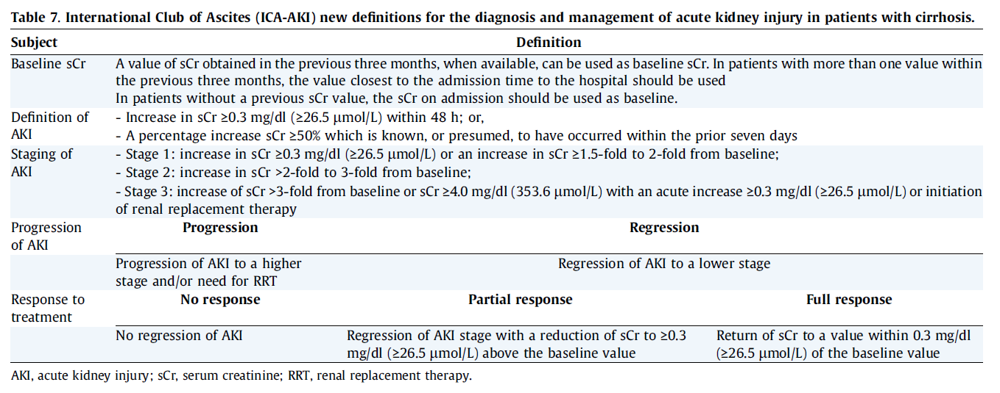 Table 7. International Club of Ascites (ICA-AKI) new definitions for the diagnosis and management of acute kidney injury in patients with cirrhosis.
Subject Definition
Baseline sCr A value of sCr obtained in the previous three months, when available, can be used as baseline sCr. In patients with more than one value within
the previous three months, the value closest to the admission time to the hospital should be used
In patients without a previous sCr value, the sCr on admission should be used as baseline.
Definition of - Increase in sCr ≥0.3 mg/dl (≥26.5 μmol/L) within 48 h; or,
AKI - A percentage increase sCr ≥50% which is known, or presumed, to have occurred within the prior seven days
Staging of - Stage 1: increase in sCr ≥0.3 mg/dl (≥26.5 μmol/L) or an increase in sCr ≥1.5-fold to 2-fold from baseline;
AKI - Stage 2: increase in sCr >2-fold to 3-fold from baseline;
- Stage 3: increase of sCr >3-fold from baseline or sCr ≥4.0 mg/dl (353.6 μmol/L) with an acute increase ≥0.3 mg/dl (≥26.5 μmol/L) or initiation
of renal replacement therapy
Progression Progression Regression
of AKI
Progression of AKI to a higher Regression of AKI to a lower stage
stage and/or need for RRT
Response to No response Partial response Full response
treatment
No regression of AKI Regression of AKI stage with a reduction of sCr to ≥0.3 Return of sCr to a value within 0.3 mg/dl
mg/dl (≥26.5 μmol/L) above the baseline value (≥26.5 μmol/L) of the baseline value
AKI, acute kidney injury; sCr, serum creatinine; RRT, renal replacement therapy.